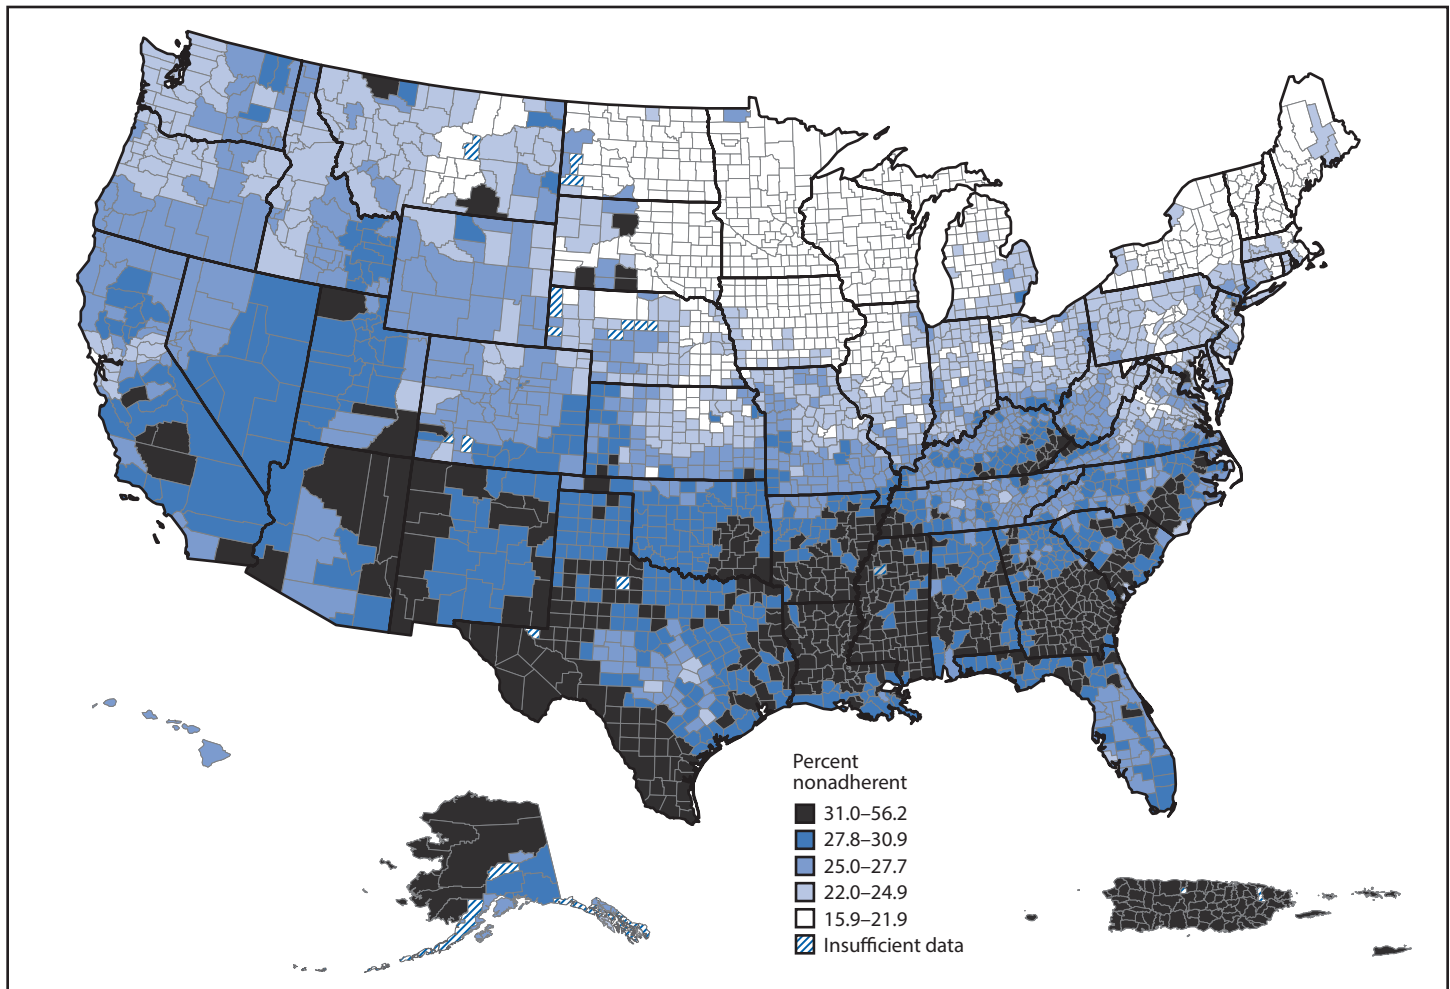 Percent
nonadherent
31.0–56.2
27.8–30.9
25.0–27.7
22.0–24.9
15.9–21.9
Insufficient data